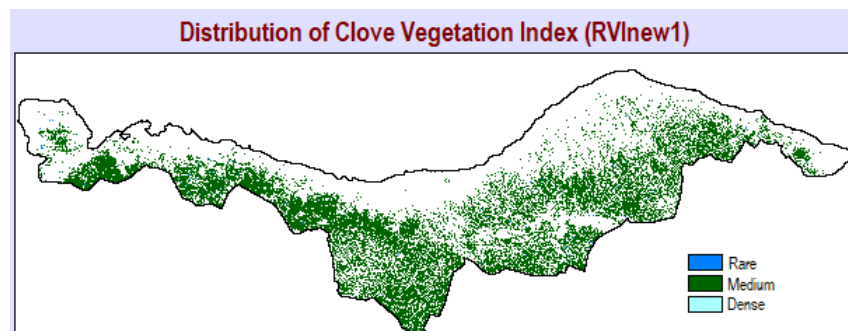 Distribution of Clove Vegetation Index (RVInew1)
Rare
Medium
Dense